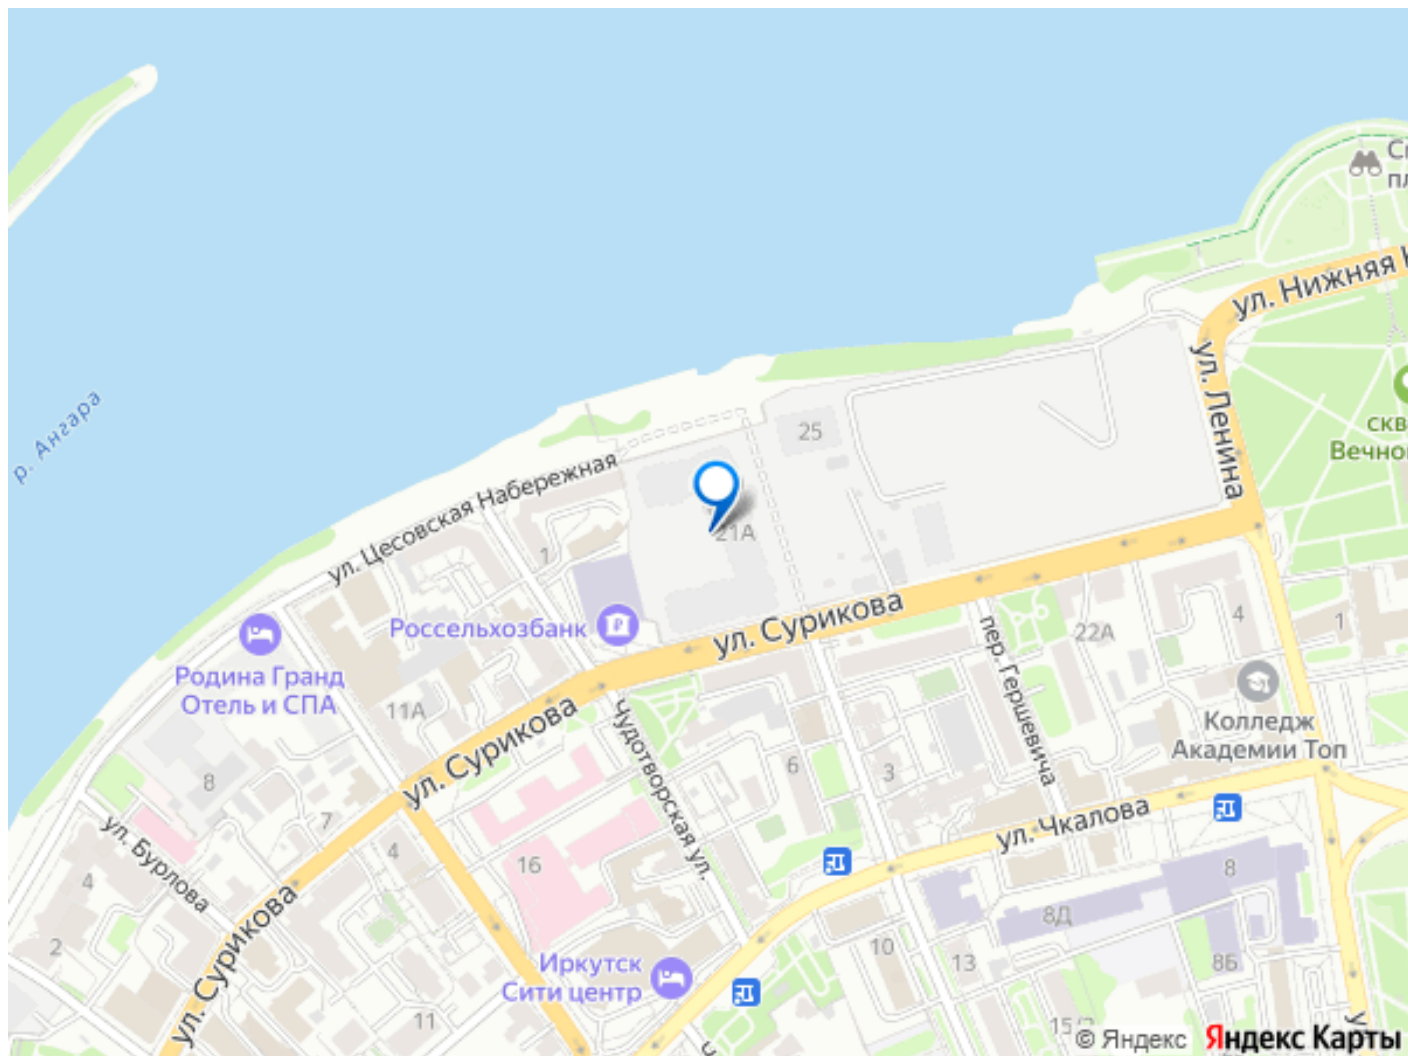 р. Ангара
ул. Нижняя
ул. Ленина
25
ул. Цесовская Набережная
21А
1
Россельхозбанк
ул. Сурикова
Родина Гранд
Отель и СПА
пер. Гершевича
22А
4
1
Колледж
Академии Топ
11А
ул. Сурикова
Чудотворская ул.
6
3
8
7
ул. Бурлова
4
16
ул. Чкалова
8
4
2
ул. Сурикова
8Д
10
13
8Б
Иркутск
Сити центр
11
© Яндекс
Яндекс Карты